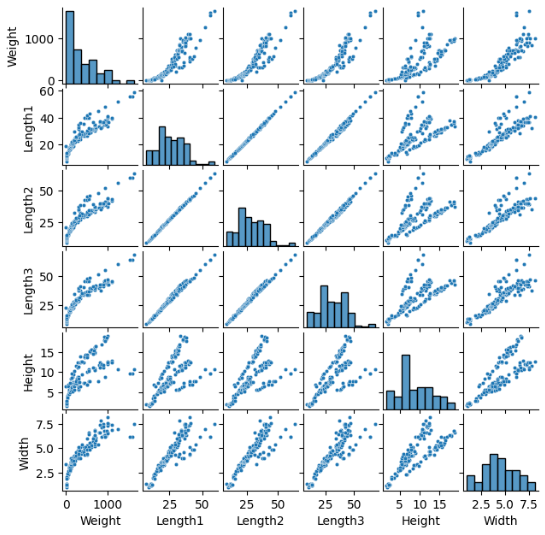 Weight
1000
0
Length1
60
40
20
Length2
50
25
Length3
50
25
Height
15
10
5
Width
7.5
5.0
2.5
0 1000 25 50 25 50 25 50 5 10 15 2.5 5.0 7.5
Weight Length1 Length2 Length3 Height Width